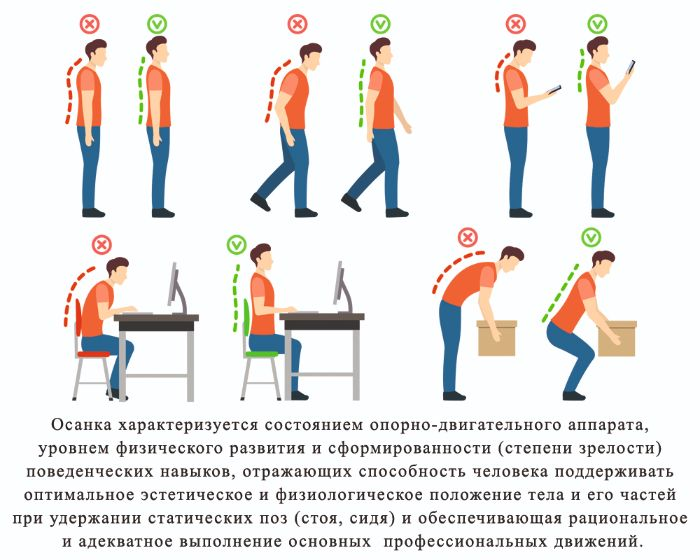 Осанка характеризуется состоянием опорно-двигательного аппарата,
уровнем физического развития и сформированности (степени зрелости)
поведенческих навыков, отражающих способность человека поддерживать
оптимальное эстетическое и физиологическое положение тела и его частей
при удержании статических поз (стоя, сидя) и обеспечивающая рациональное
и адекватное выполнение основных профессиональных движений.